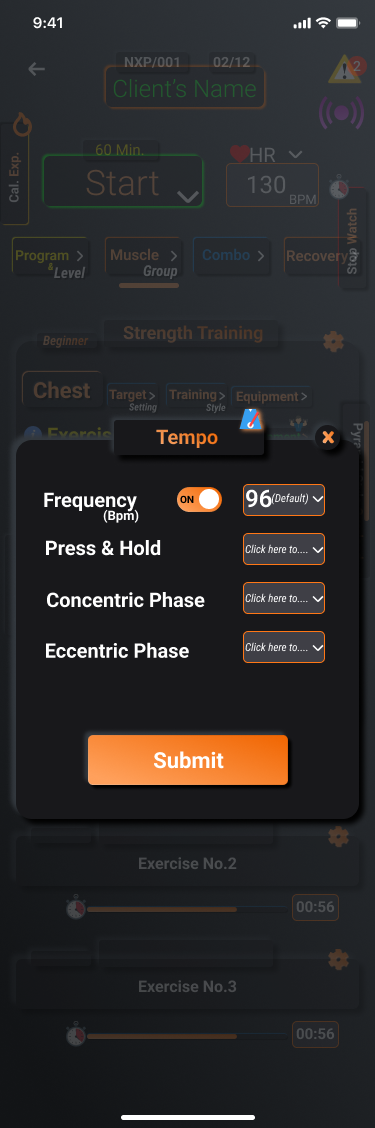 9:41
NXP/001 02/12
2
Client's Name
60 Min.
HR
Cal. Exp.
Start
130
BPM
Stop Watch
Program
&
Level
Muscle
Group
Combo
Recovery
Beginner
Strength Training
Chest
Target
Setting
Training
Style
Equipment
Tempo
X
Frequency
(Bpm)
ON
96 (Default)
Press & Hold
Click here to....
Concentric Phase
Click here to....
Eccentric Phase
Click here to....
Submit
Exercise No.2
00:56
Exercise No.3
00:56